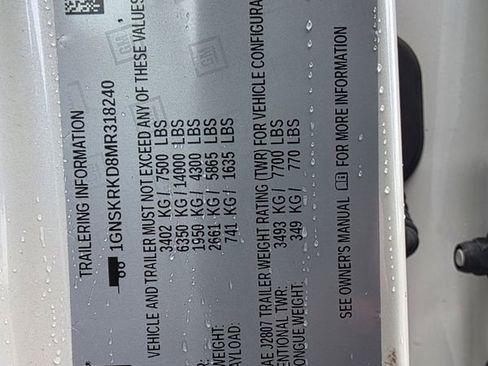 TRAILERING INFORMATION
1GNSKRKD8MR318240
VEHICLE AND TRAILER MUST NOT EXCEED ANY OF THESE VALUES
3402 KG / 7500 LBS
6350 KG / 14000 LBS
1950 KG / 4300 LBS
WEIGHT: 2661 KG / 5865 LBS
PAYLOAD: 741 KG / 1635 LBS
SAE J2807 TRAILER WEIGHT RATING (TWR) FOR VEHICLE CONFIGURA
ENTIONAL TWR: 3493 KG / 7700 LBS
TONGUE WEIGHT: 349 KG / 770 LBS
SEE OWNER'S MANUAL FOR MORE INFORMATION